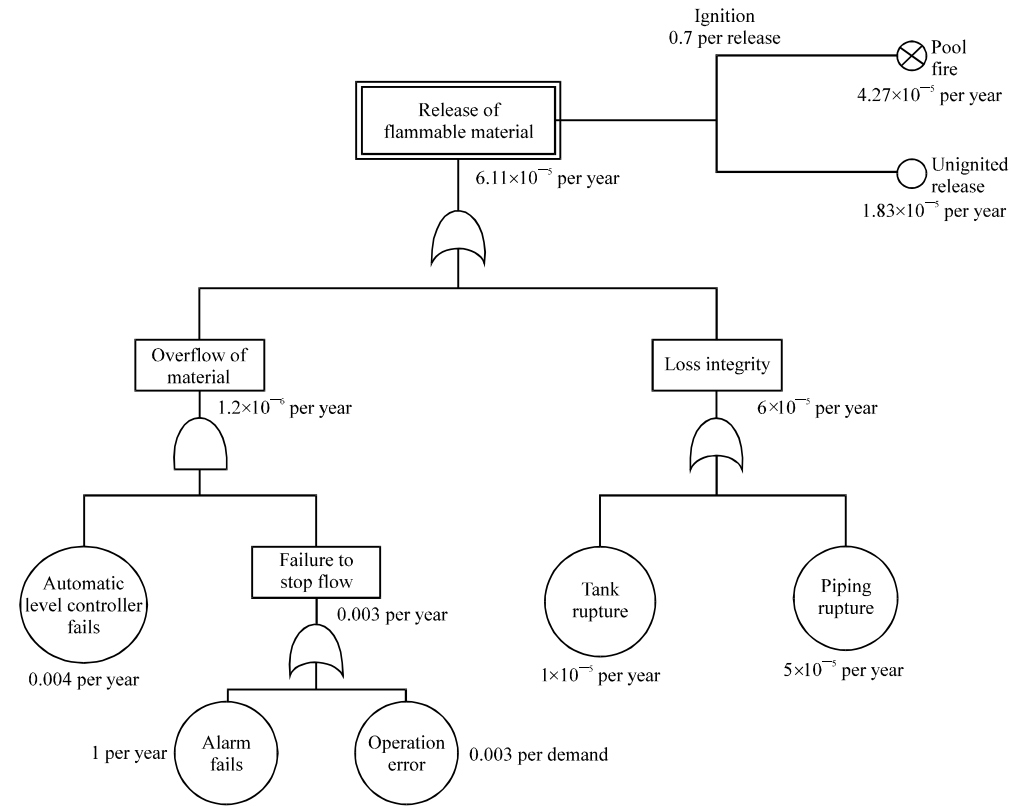 Ignition
0.7 per release
Pool
fire
4.27×10⁻⁵ per year
Release of
flammable material
6.11×10⁻⁵ per year
Unignited
release
1.83×10⁻⁵ per year
Overflow of
material
1.2×10⁻⁶ per year
Loss integrity
6×10⁻⁵ per year
Automatic
level controller
fails
0.004 per year
Failure to
stop flow
0.003 per year
Tank
rupture
1×10⁻⁵ per year
Piping
rupture
5×10⁻⁵ per year
1 per year
Alarm
fails
Operation
error
0.003 per demand